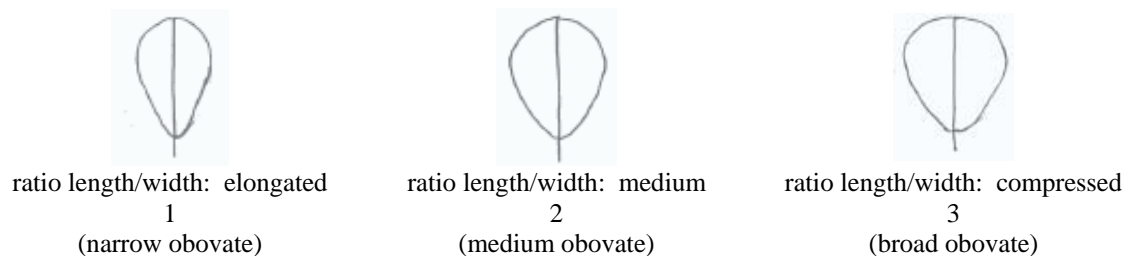 ratio length/width:  elongated
1
(narrow obovate)
ratio length/width:  medium
2
(medium obovate)
ratio length/width:  compressed
3
(broad obovate)